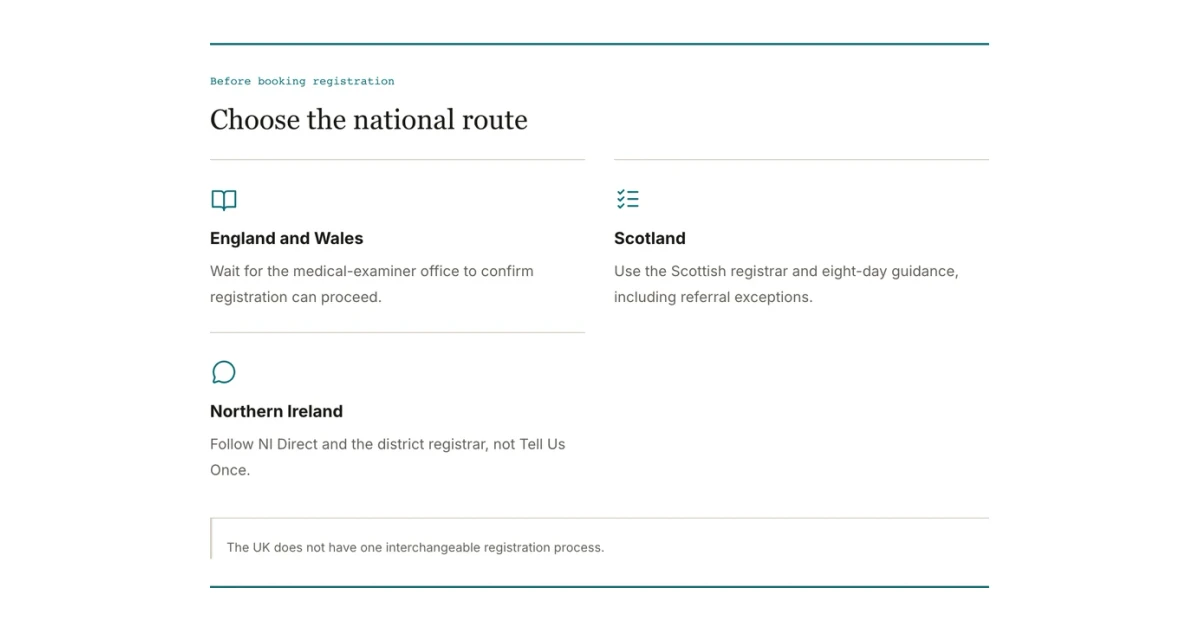 Before booking registration
Choose the national route
England and Wales
Wait for the medical-examiner office to confirm
registration can proceed.
Scotland
Use the Scottish registrar and eight-day guidance,
including referral exceptions.
Northern Ireland
Follow NI Direct and the district registrar, not Tell Us
Once.
The UK does not have one interchangeable registration process.